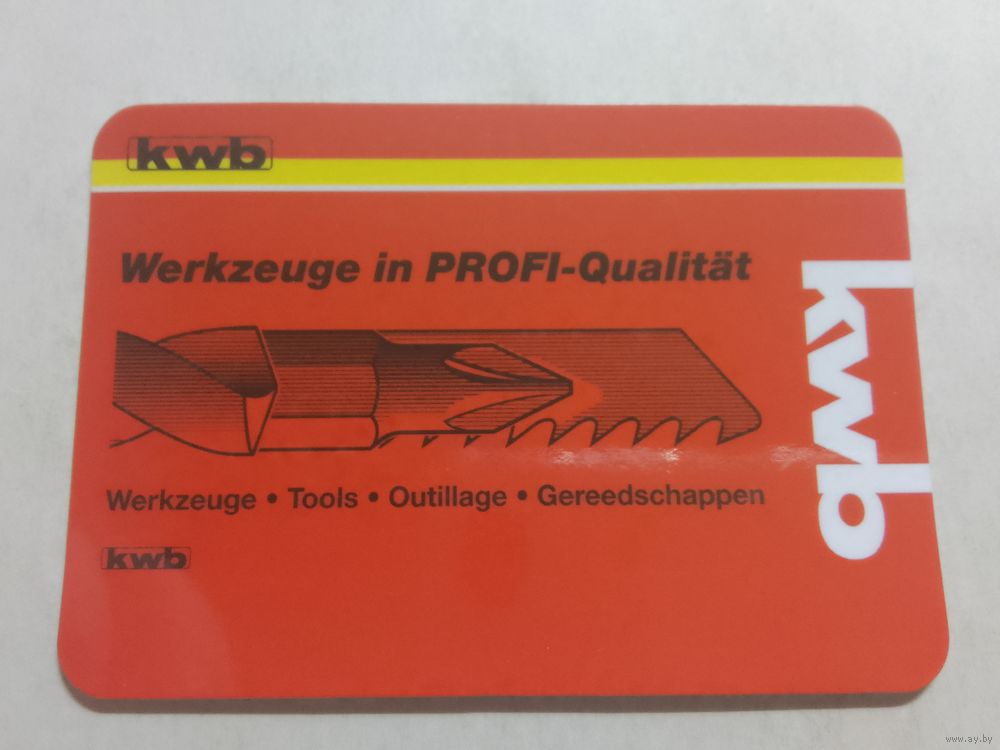 kwb
Werkzeuge in PROFI-Qualität
kwb
Werkzeuge • Tools • Outillage • Gereedschappen
kwb
www.ay.by